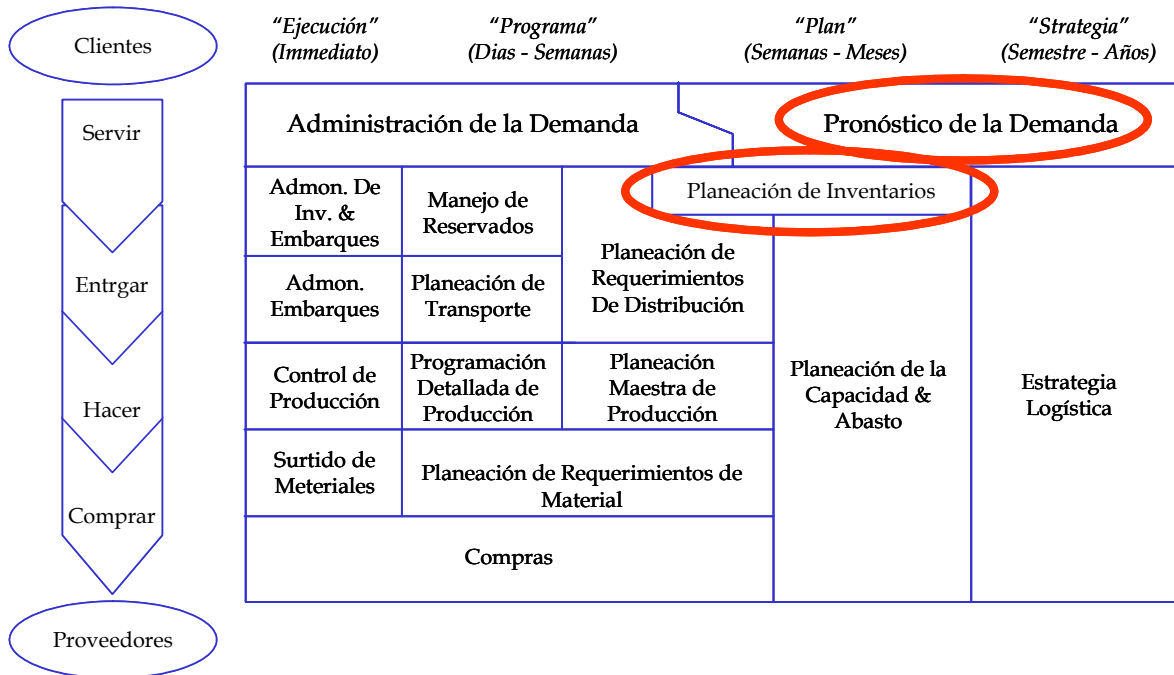 Clientes
Servir
Entrgar
Hacer
Comprar
Proveedores
“Ejecución”
(Immediato)
“Programa”
(Dias - Semanas)
“Plan”
(Semanas - Meses)
“Strategia”
(Semestre - Años)
Administración de la Demanda
Pronóstico de la Demanda
Admon. De
Inv. &
Embarques
Manejo de
Reservados
Planeación de Inventarios
Planeación de
Requerimientos
De Distribución
Admon.
Embarques
Planeación de
Transporte
Control de
Producción
Programación
Detallada de
Producción
Planeación
Maestra de
Producción
Planeación de la
Capacidad &
Abasto
Estrategia
Logística
Surtido de
Meteriales
Planeación de Requerimientos de
Material
Compras